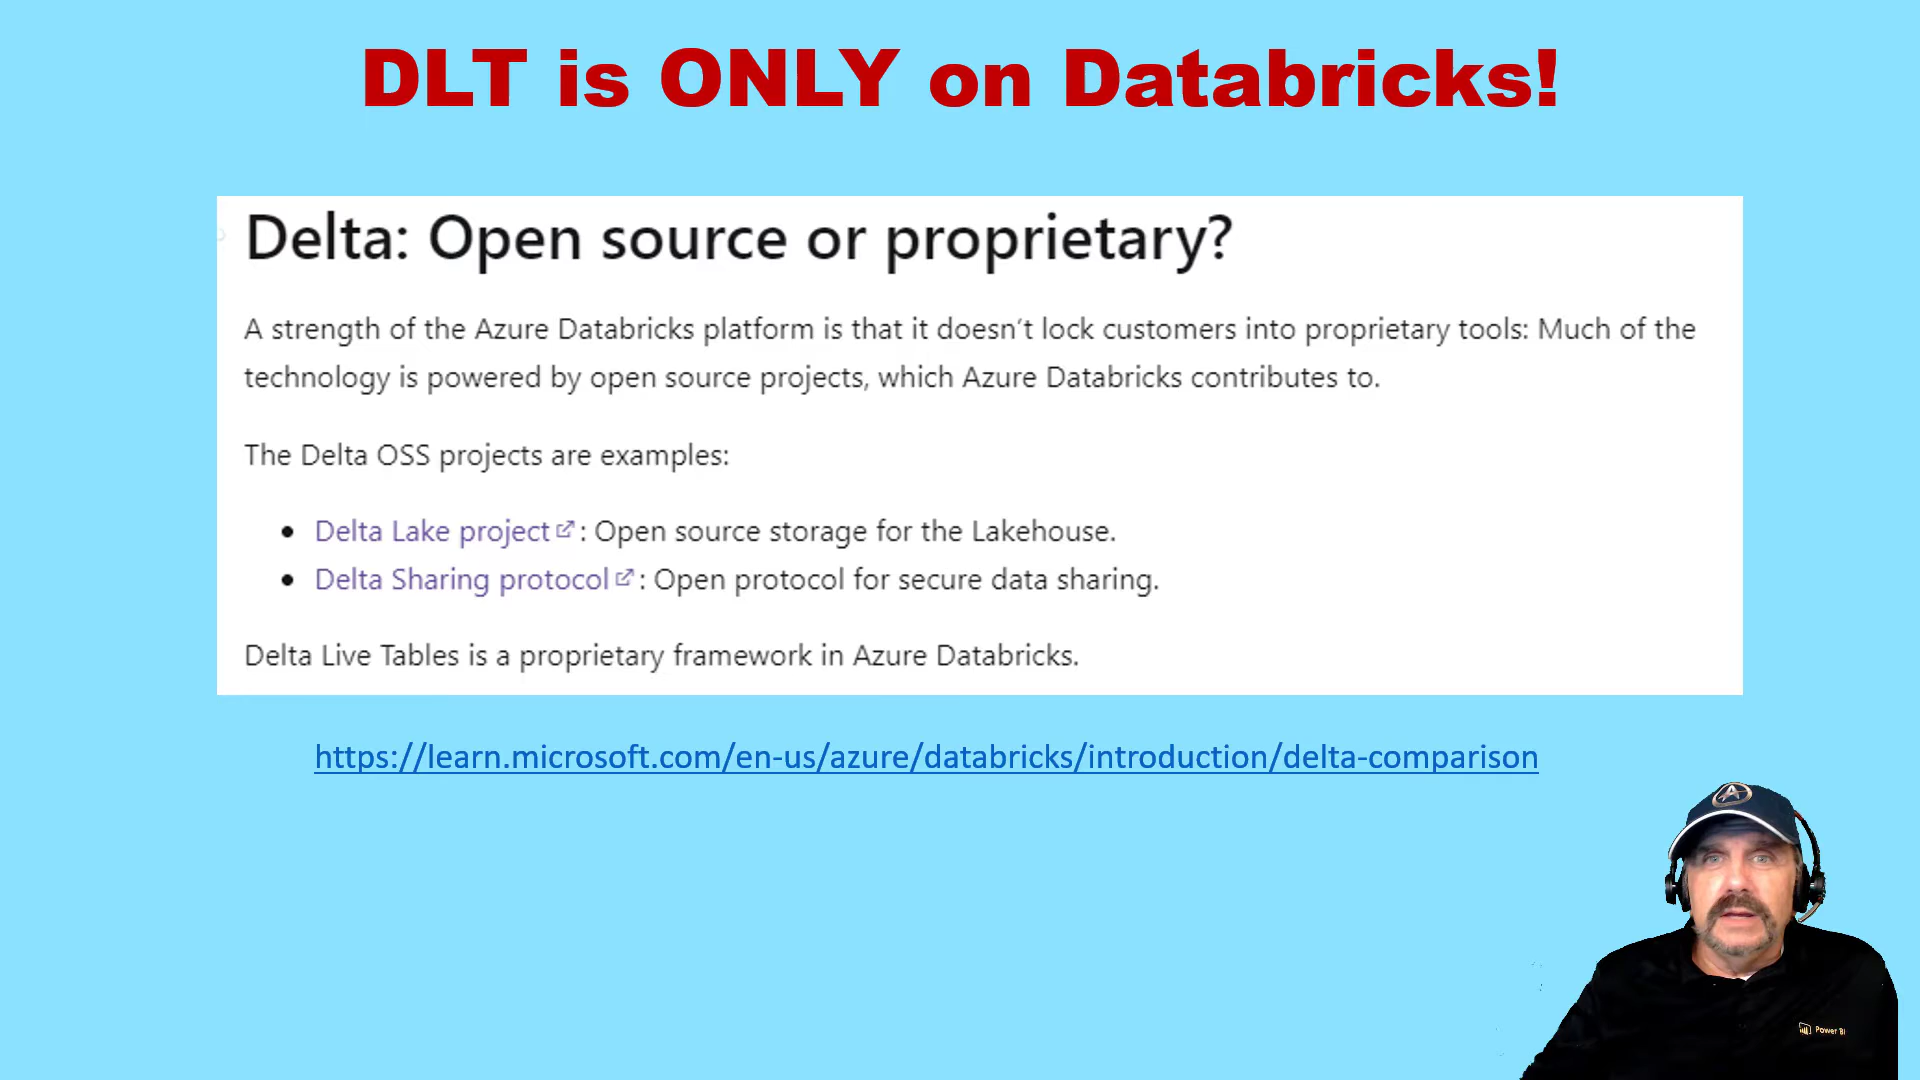 DLT is ONLY on Databricks!
Delta: Open source or proprietary?
A strength of the Azure Databricks platform is that it doesn't lock customers into proprietary tools: Much of the
technology is powered by open source projects, which Azure Databricks contributes to.
The Delta OSS projects are examples:
• Delta Lake project: Open source storage for the Lakehouse.
• Delta Sharing protocol: Open protocol for secure data sharing.
Delta Live Tables is a proprietary framework in Azure Databricks.
https://learn.microsoft.com/en-us/azure/databricks/introduction/delta-comparison
A
Power BI